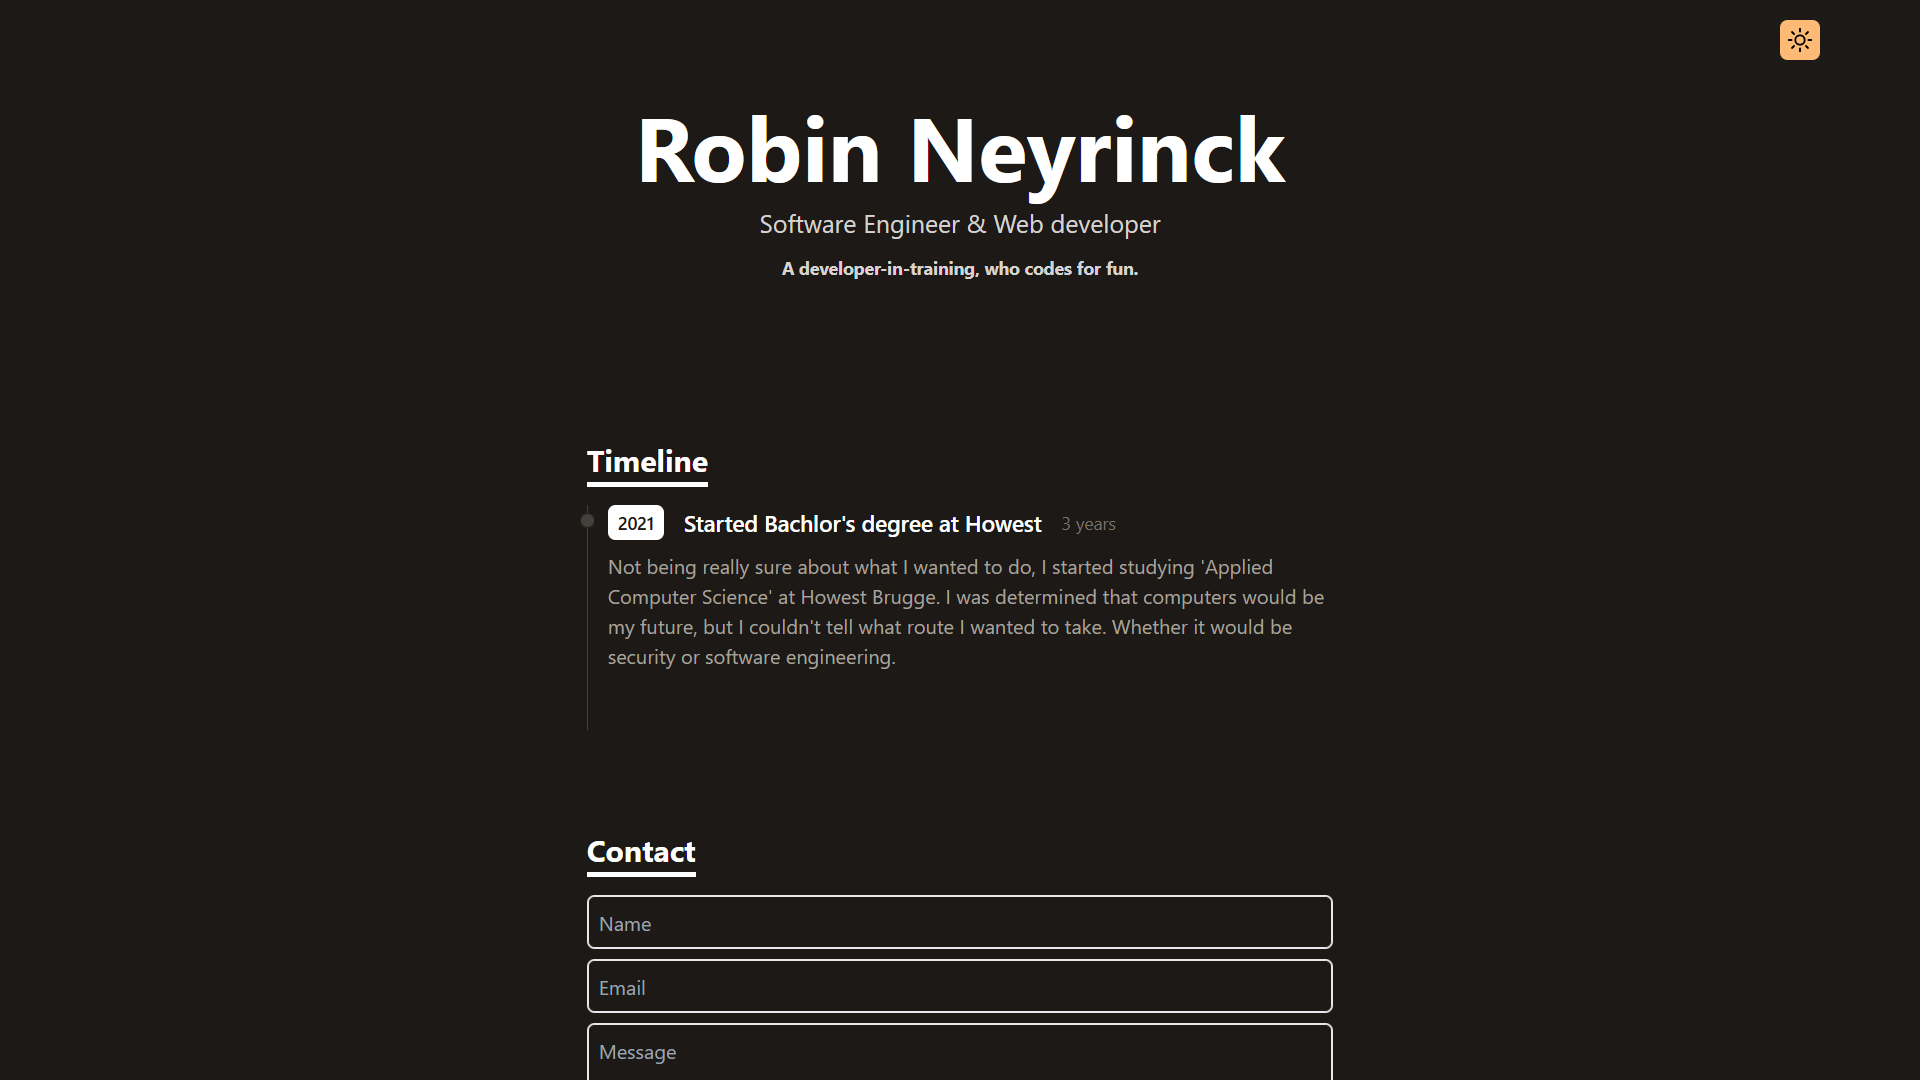 Robin Neyrinck
Software Engineer & Web developer
A developer-in-training, who codes for fun.
Timeline
2021 Started Bachlor's degree at Howest 3 years
Not being really sure about what I wanted to do, I started studying 'Applied
Computer Science' at Howest Brugge. I was determined that computers would be
my future, but I couldn't tell what route I wanted to take. Whether it would be
security or software engineering.
Contact
Name
Email
Message